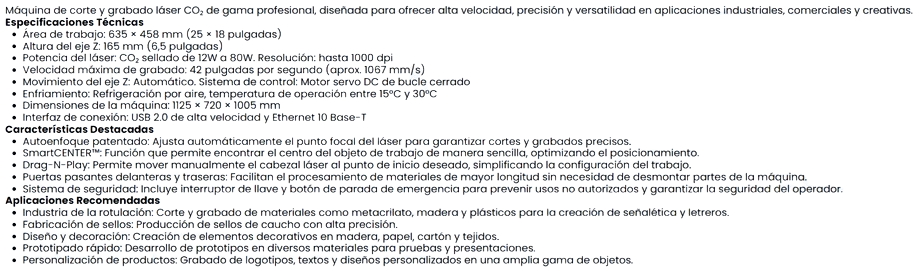 Máquina de corte y grabado láser CO₂ de gama profesional, diseñada para ofrecer alta velocidad, precisión y versatilidad en aplicaciones industriales, comerciales y creativas.
Especificaciones Técnicas
• Área de trabajo: 635 × 458 mm (25 × 18 pulgadas)
• Altura del eje Z: 165 mm (6,5 pulgadas)
• Potencia del láser: CO₂ sellado de 12W a 80W. Resolución: hasta 1000 dpi
• Velocidad máxima de grabado: 42 pulgadas por segundo (aprox. 1067 mm/s)
• Movimiento del eje Z: Automático. Sistema de control: Motor servo DC de bucle cerrado
• Enfriamiento: Refrigeración por aire, temperatura de operación entre 15°C y 30°C
• Dimensiones de la máquina: 1125 × 720 × 1005 mm
• Interfaz de conexión: USB 2.0 de alta velocidad y Ethernet 10 Base-T
Características Destacadas
• Autoenfoque patentado: Ajusta automáticamente el punto focal del láser para garantizar cortes y grabados precisos.
• SmartCENTER™: Función que permite encontrar el centro del objeto de trabajo de manera sencilla, optimizando el posicionamiento.
• Drag-N-Play: Permite mover manualmente el cabezal láser al punto de inicio deseado, simplificando la configuración del trabajo.
• Puertas pasantes delanteras y traseras: Facilitan el procesamiento de materiales de mayor longitud sin necesidad de desmontar partes de la máquina.
• Sistema de seguridad: Incluye interruptor de llave y botón de parada de emergencia para prevenir usos no autorizados y garantizar la seguridad del operador.
Aplicaciones Recomendadas
• Industria de la rotulación: Corte y grabado de materiales como metacrilato, madera y plásticos para la creación de señalética y letreros.
• Fabricación de sellos: Producción de sellos de caucho con alta precisión.
• Diseño y decoración: Creación de elementos decorativos en madera, papel, cartón y tejidos.
• Prototipado rápido: Desarrollo de prototipos en diversos materiales para pruebas y presentaciones.
• Personalización de productos: Grabado de logotipos, textos y diseños personalizados en una amplia gama de objetos.